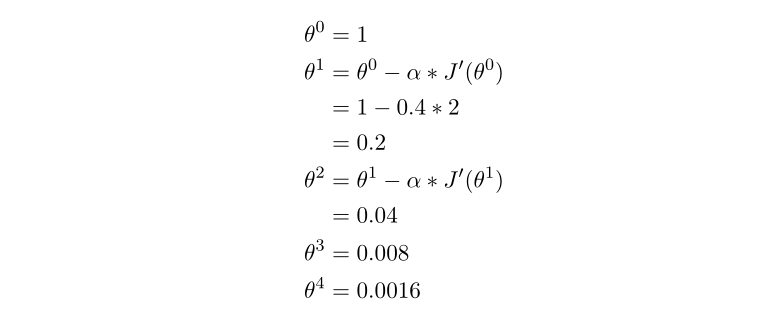 θ⁰ = 1
θ¹ = θ⁰ − α ∗ J′(θ⁰)
= 1 − 0.4 ∗ 2
= 0.2
θ² = θ¹ − α ∗ J′(θ¹)
= 0.04
θ³ = 0.008
θ⁴ = 0.0016